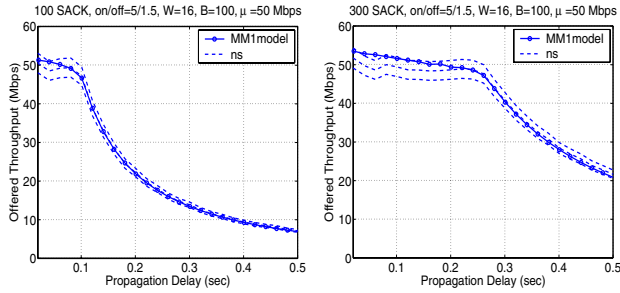 100 SACK, on/off=5/1.5, W=16, B=100, μ =50 Mbps
MM1model
ns
Offered Throughput (Mbps)
60
50
40
30
20
10
0
0.1
0.2
0.3
0.4
0.5
Propagation Delay (sec)
300 SACK, on/off=5/1.5, W=16, B=100, μ =50 Mbps
MM1model
ns
Offered Throughput (Mbps)
60
50
40
30
20
10
0
0.1
0.2
0.3
0.4
0.5
Propagation Delay (sec)